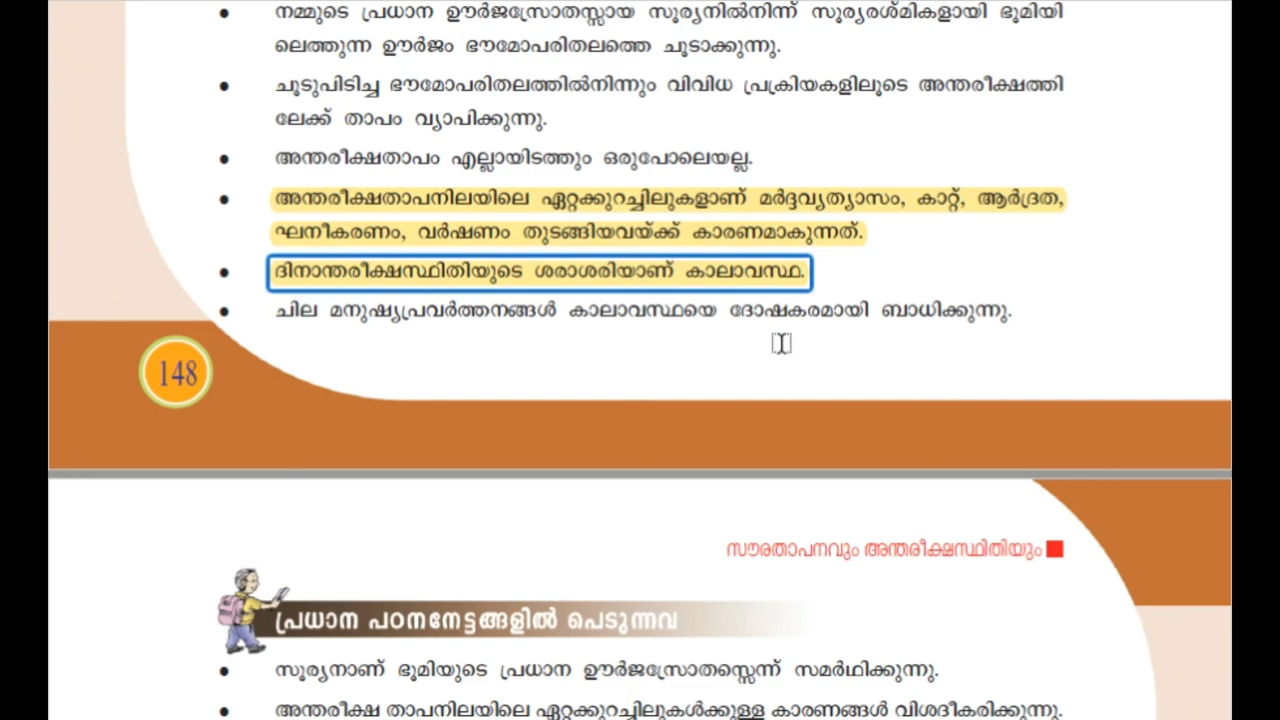 നമ്മുടെ പ്രധാന ഊർജസ്രോതസ്സായ സൂര്യനിൽനിന്ന് സൂര്യരശ്മികളായി ഭൂമിയി
ലെത്തുന്ന ഊർജം ഭൗമോപരിതലത്തെ ചൂടാക്കുന്നു.
ചൂടുപിടിച്ച ഭൗമോപരിതലത്തിൽനിന്നും വിവിധ പ്രക്രിയകളിലൂടെ അന്തരീക്ഷത്തി
ലേക്ക് താപം വ്യാപിക്കുന്നു.
അന്തരീക്ഷതാപം എല്ലായിടത്തും ഒരുപോലെയല്ല.
അന്തരീക്ഷതാപനിലയിലെ ഏറ്റക്കുറച്ചിലുകളാണ് മർദ്ദവ്യത്യാസം, കാറ്റ്, ആർദ്രത,
ഘനീകരണം, വർഷണം തുടങ്ങിയവയ്ക്ക് കാരണമാകുന്നത്.
ദിനാന്തരീക്ഷസ്ഥിതിയുടെ ശരാശരിയാണ് കാലാവസ്ഥ.
ചില മനുഷ്യപ്രവർത്തനങ്ങൾ കാലാവസ്ഥയെ ദോഷകരമായി ബാധിക്കുന്നു.
148
സൗരതാപനവും അന്തരീക്ഷസ്ഥിതിയും
പ്രധാന പഠനനേട്ടങ്ങളിൽ പെടുന്നവ
സൂര്യനാണ് ഭൂമിയുടെ പ്രധാന ഊർജസ്രോതസ്സെന്ന് സമർഥിക്കുന്നു.
അന്തരീക്ഷ താപനിലയിലെ ഏറ്റക്കുറച്ചിലുകൾക്കുള്ള കാരണങ്ങൾ വിശദീകരിക്കുന്നു.